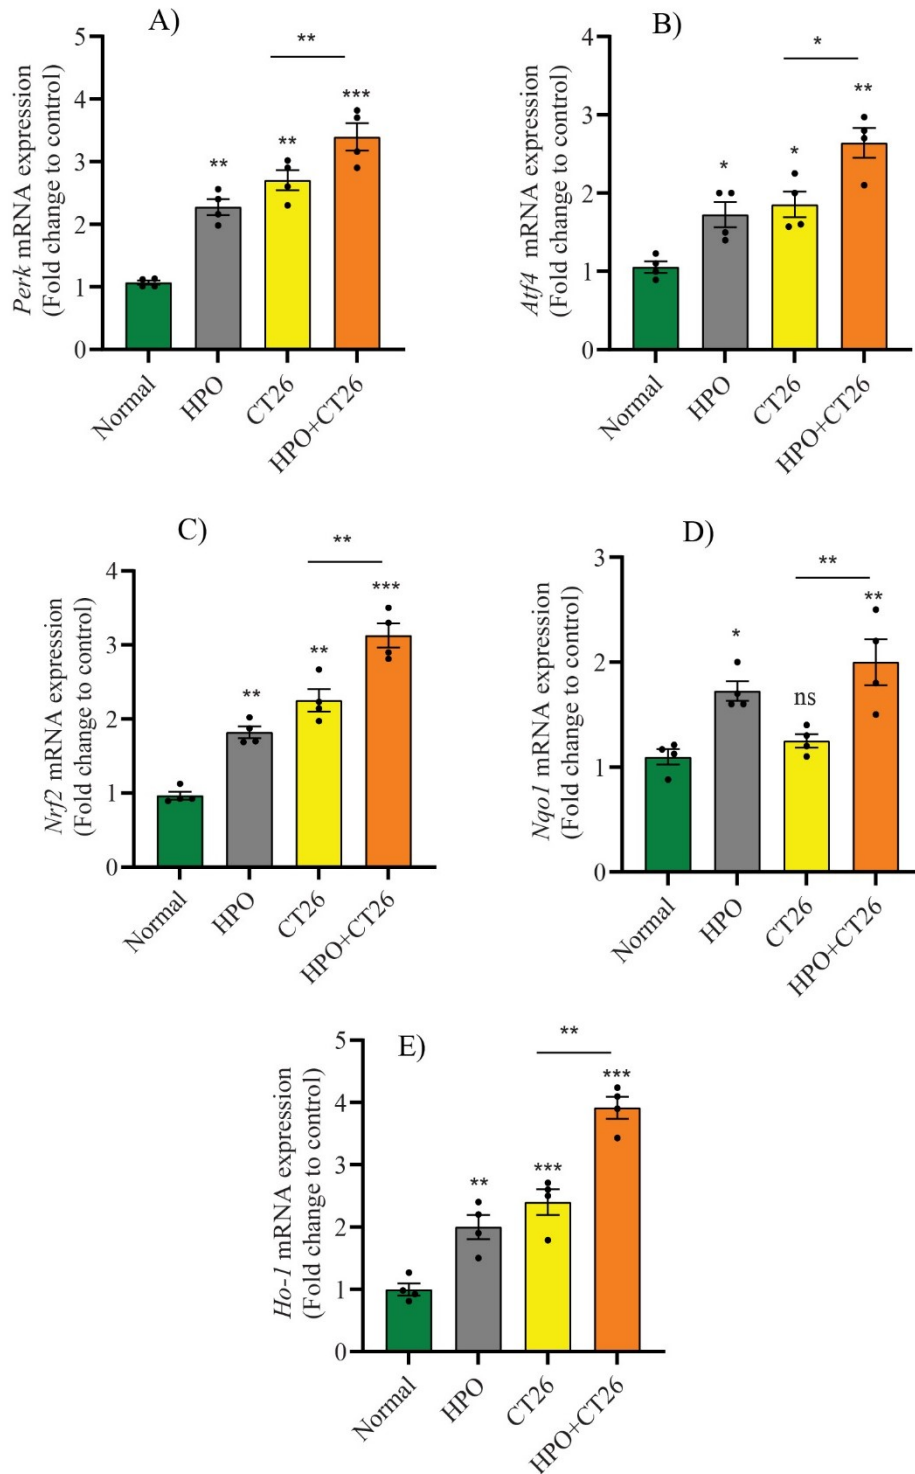 A)
Perk mRNA expression
(Fold change to control)
5
4
3
2
1
0
**
**
**
***
Normal
HPO
CT26
HPO+CT26
B)
Atf4 mRNA expression
(Fold change to control)
4
3
2
1
0
*
*
*
**
Normal
HPO
CT26
HPO+CT26
C)
Nrf2 mRNA expression
(Fold change to control)
4
3
2
1
0
**
**
**
***
Normal
HPO
CT26
HPO+CT26
D)
Nqo1 mRNA expression
(Fold change to control)
3
2
1
0
**
*
ns
**
Normal
HPO
CT26
HPO+CT26
E)
Ho-1 mRNA expression
(Fold change to control)
5
4
3
2
1
0
**
**
***
***
Normal
HPO
CT26
HPO+CT26